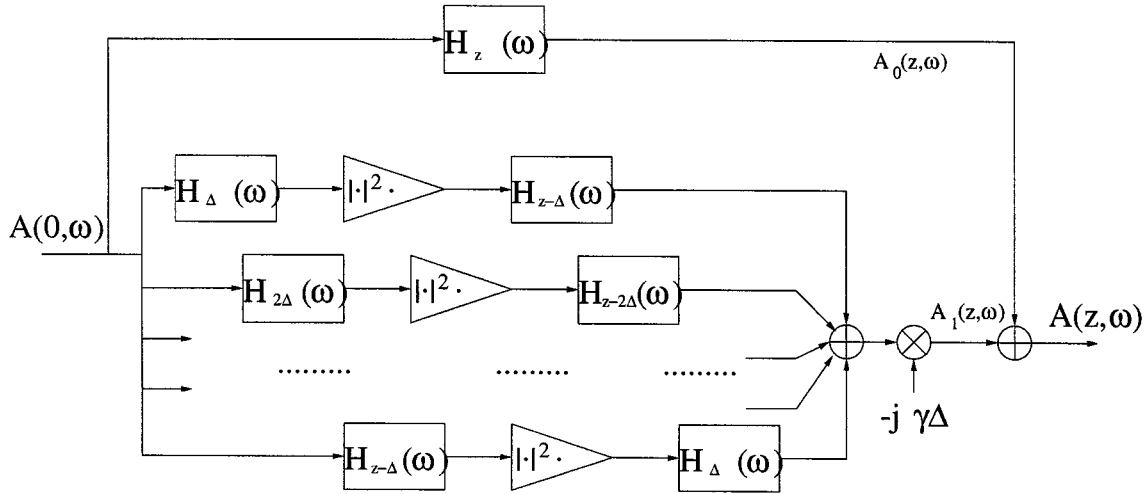 H_z (ω)
A_0(z,ω)
H_Δ (ω)
|·|² ·
H_{z−Δ}(ω)
A(0,ω)
H_{2Δ} (ω)
|·|² ·
H_{z−2Δ}(ω)
A_1(z,ω)
A(z,ω)
......... ......... .........
-j γΔ
H_{z−Δ}(ω)
|·|² ·
H_Δ (ω)